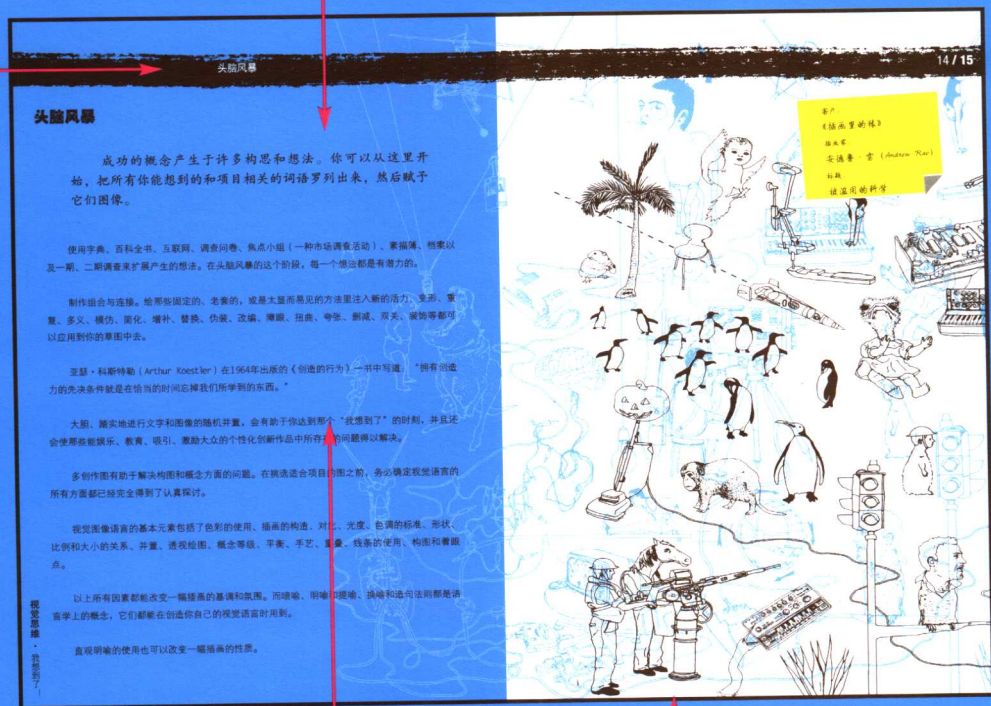 头脑风暴
14 / 15
头脑风暴
成功的概念产生于许多构思和想法。你可以从这里开
始，把所有你能想到的和项目相关的词语罗列出来，然后赋予
它们图像。
使用字典、百科全书、互联网、调查问卷、焦点小组（一种市场调查活动）、素描簿、档案以
及一期、二期调查来扩展产生的想法。在头脑风暴的这个阶段，每一个想法都是有潜力的。
制作组合与连接。给那些固定的、老套的，或是太显而易见的方法里注入新的活力，变形、重
复、多义、模仿、简化、增补、替换、伪装、改编、障眼、扭曲、夸张、删减、双关、装饰等都可
以应用到你的草图中去。
亚瑟·科斯特勒（Arthur Koestler）在1964年出版的《创造的行为》一书中写道：“拥有创造
力的先决条件就是在恰当的时间忘掉我们所学到的东西。”
大胆、踏实地进行文字和图像的随机并置，会有助于你达到那个“我想到了”的时刻，并且还
会使那些能娱乐、教育、吸引、激励大众的个性化创新作品中所存 的问题得以解决。
多创作图有助于解决构图和概念方面的问题。在挑选适合项目 图之前，务必确定视觉语言的
所有方面都已经完全得到了认真探讨。
视觉图像语言的基本元素包括了色彩的使用、插画的构造、对比、光度、色调的标准、形状、
比例和大小的关系、并置、透视绘图、概念等级、平衡、手艺、重叠、线条的使用、构图和着眼
点。
以上所有因素都能改变一幅插画的基调和氛围。而暗喻、明喻 提喻、换喻和造句法则都是语
言学上的概念，它们都能在创造你自己的视觉语言时用到。
直观明喻的使用也可以改变一幅插画的性质。
视觉思维·我想到了！
客户
《插画里的株》
插画家
安德鲁·雷（Andrew Rae）
标题
被滥用的科学